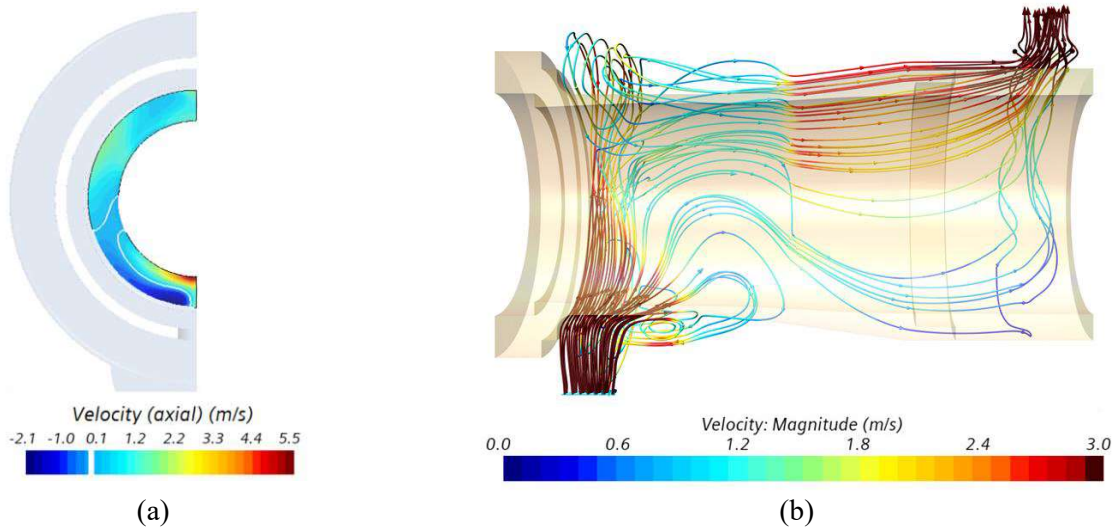 Velocity (axial) (m/s)
-2.1 -1.0 0.1 1.2 2.2 3.3 4.4 5.5
(a)
Velocity: Magnitude (m/s)
0.0 0.6 1.2 1.8 2.4 3.0
(b)